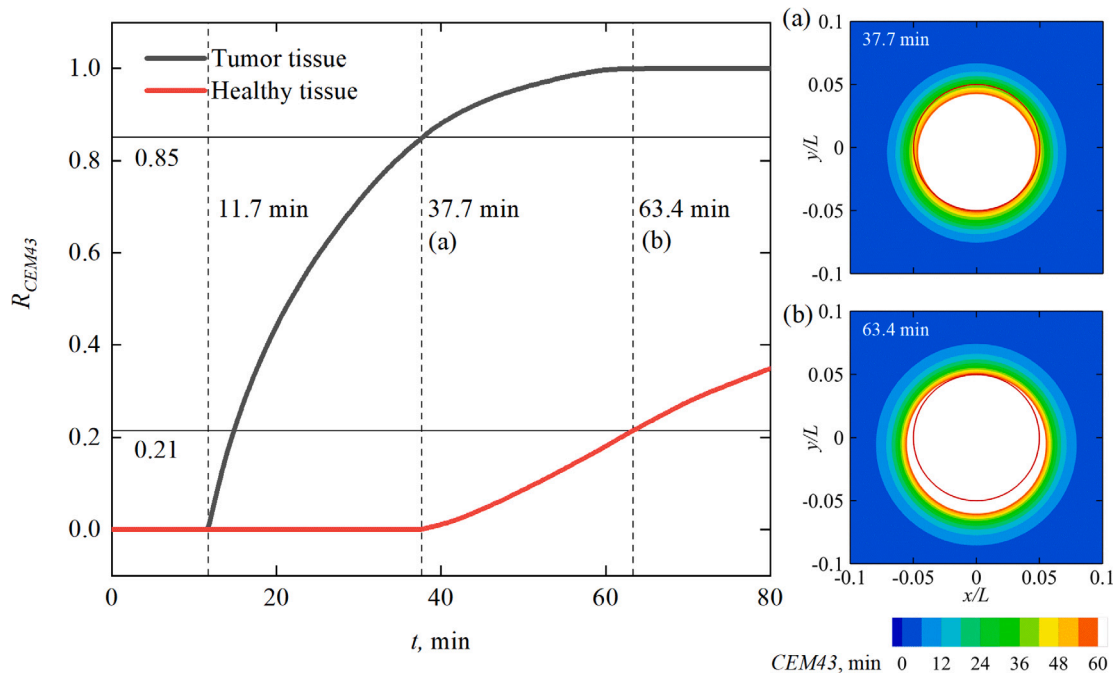 Tumor tissue
Healthy tissue
R_CEM43
1.0
0.8
0.6
0.4
0.2
0.0
0.85
0.21
11.7 min
37.7 min
(a)
63.4 min
(b)
0
20
40
60
80
t, min
(a)
37.7 min
y/L
0.1
0.05
0
-0.05
-0.1
(b)
63.4 min
y/L
0.1
0.05
0
-0.05
-0.1
-0.1
-0.05
0
0.05
0.1
x/L
CEM43, min
0
12
24
36
48
60